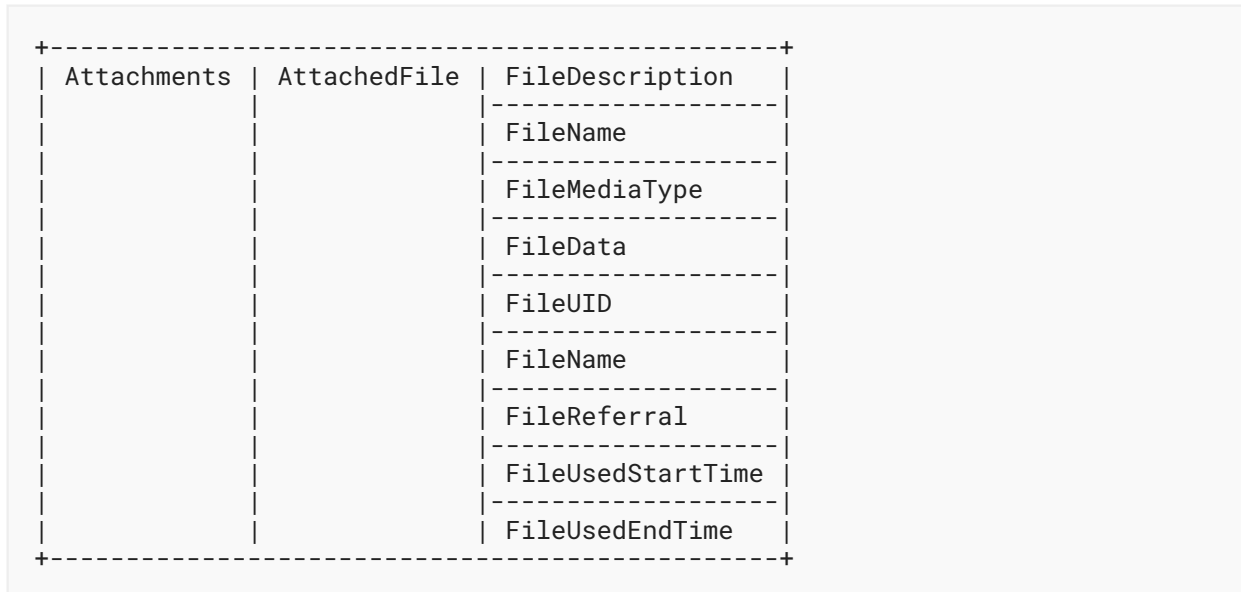 +------------------------------------------------+
| Attachments | AttachedFile | FileDescription   |
|             |              |-------------------|
|             |              | FileName          |
|             |              |-------------------|
|             |              | FileMediaType     |
|             |              |-------------------|
|             |              | FileData          |
|             |              |-------------------|
|             |              | FileUID           |
|             |              |-------------------|
|             |              | FileName          |
|             |              |-------------------|
|             |              | FileReferral      |
|             |              |-------------------|
|             |              | FileUsedStartTime |
|             |              |-------------------|
|             |              | FileUsedEndTime   |
+------------------------------------------------+